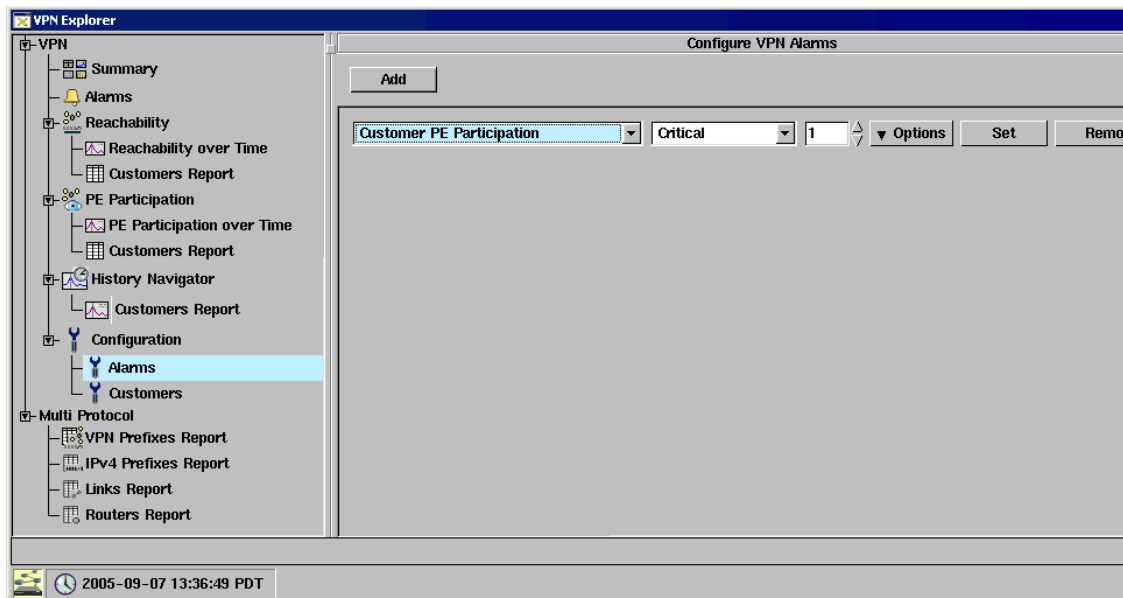 VPN Explorer
VPN
Summary
Alarms
Reachability
Reachability over Time
Customers Report
PE Participation
PE Participation over Time
Customers Report
History Navigator
Customers Report
Configuration
Alarms
Customers
Multi Protocol
VPN Prefixes Report
IPv4 Prefixes Report
Links Report
Routers Report
Configure VPN Alarms
Add
Customer PE Participation Critical 1 Options Set Remo
2005-09-07 13:36:49 PDT